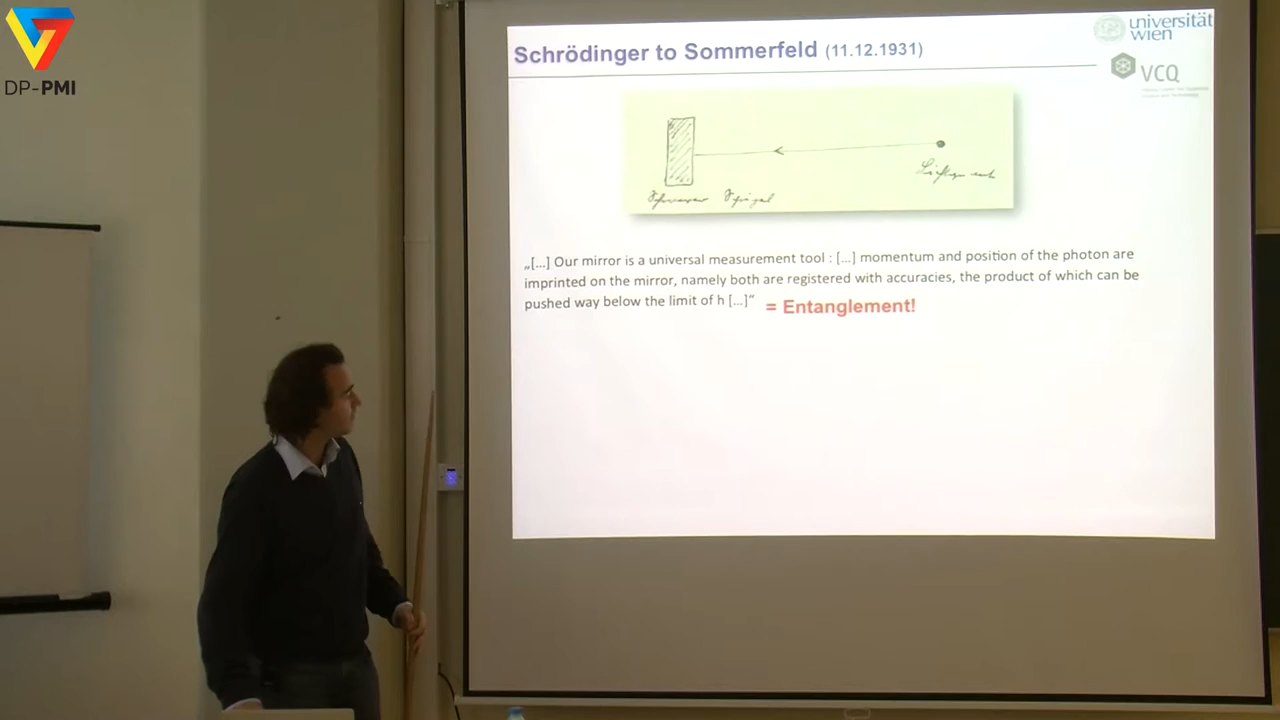 DP-PMI
Schrödinger to Sommerfeld (11.12.1931)
universität
wien
VCQ
Schwerer Spiegel
„[...] Our mirror is a universal measurement tool : [...] momentum and position of the photon are
imprinted on the mirror, namely both are registered with accuracies, the product of which can be
pushed way below the limit of h [...]“ = Entanglement!